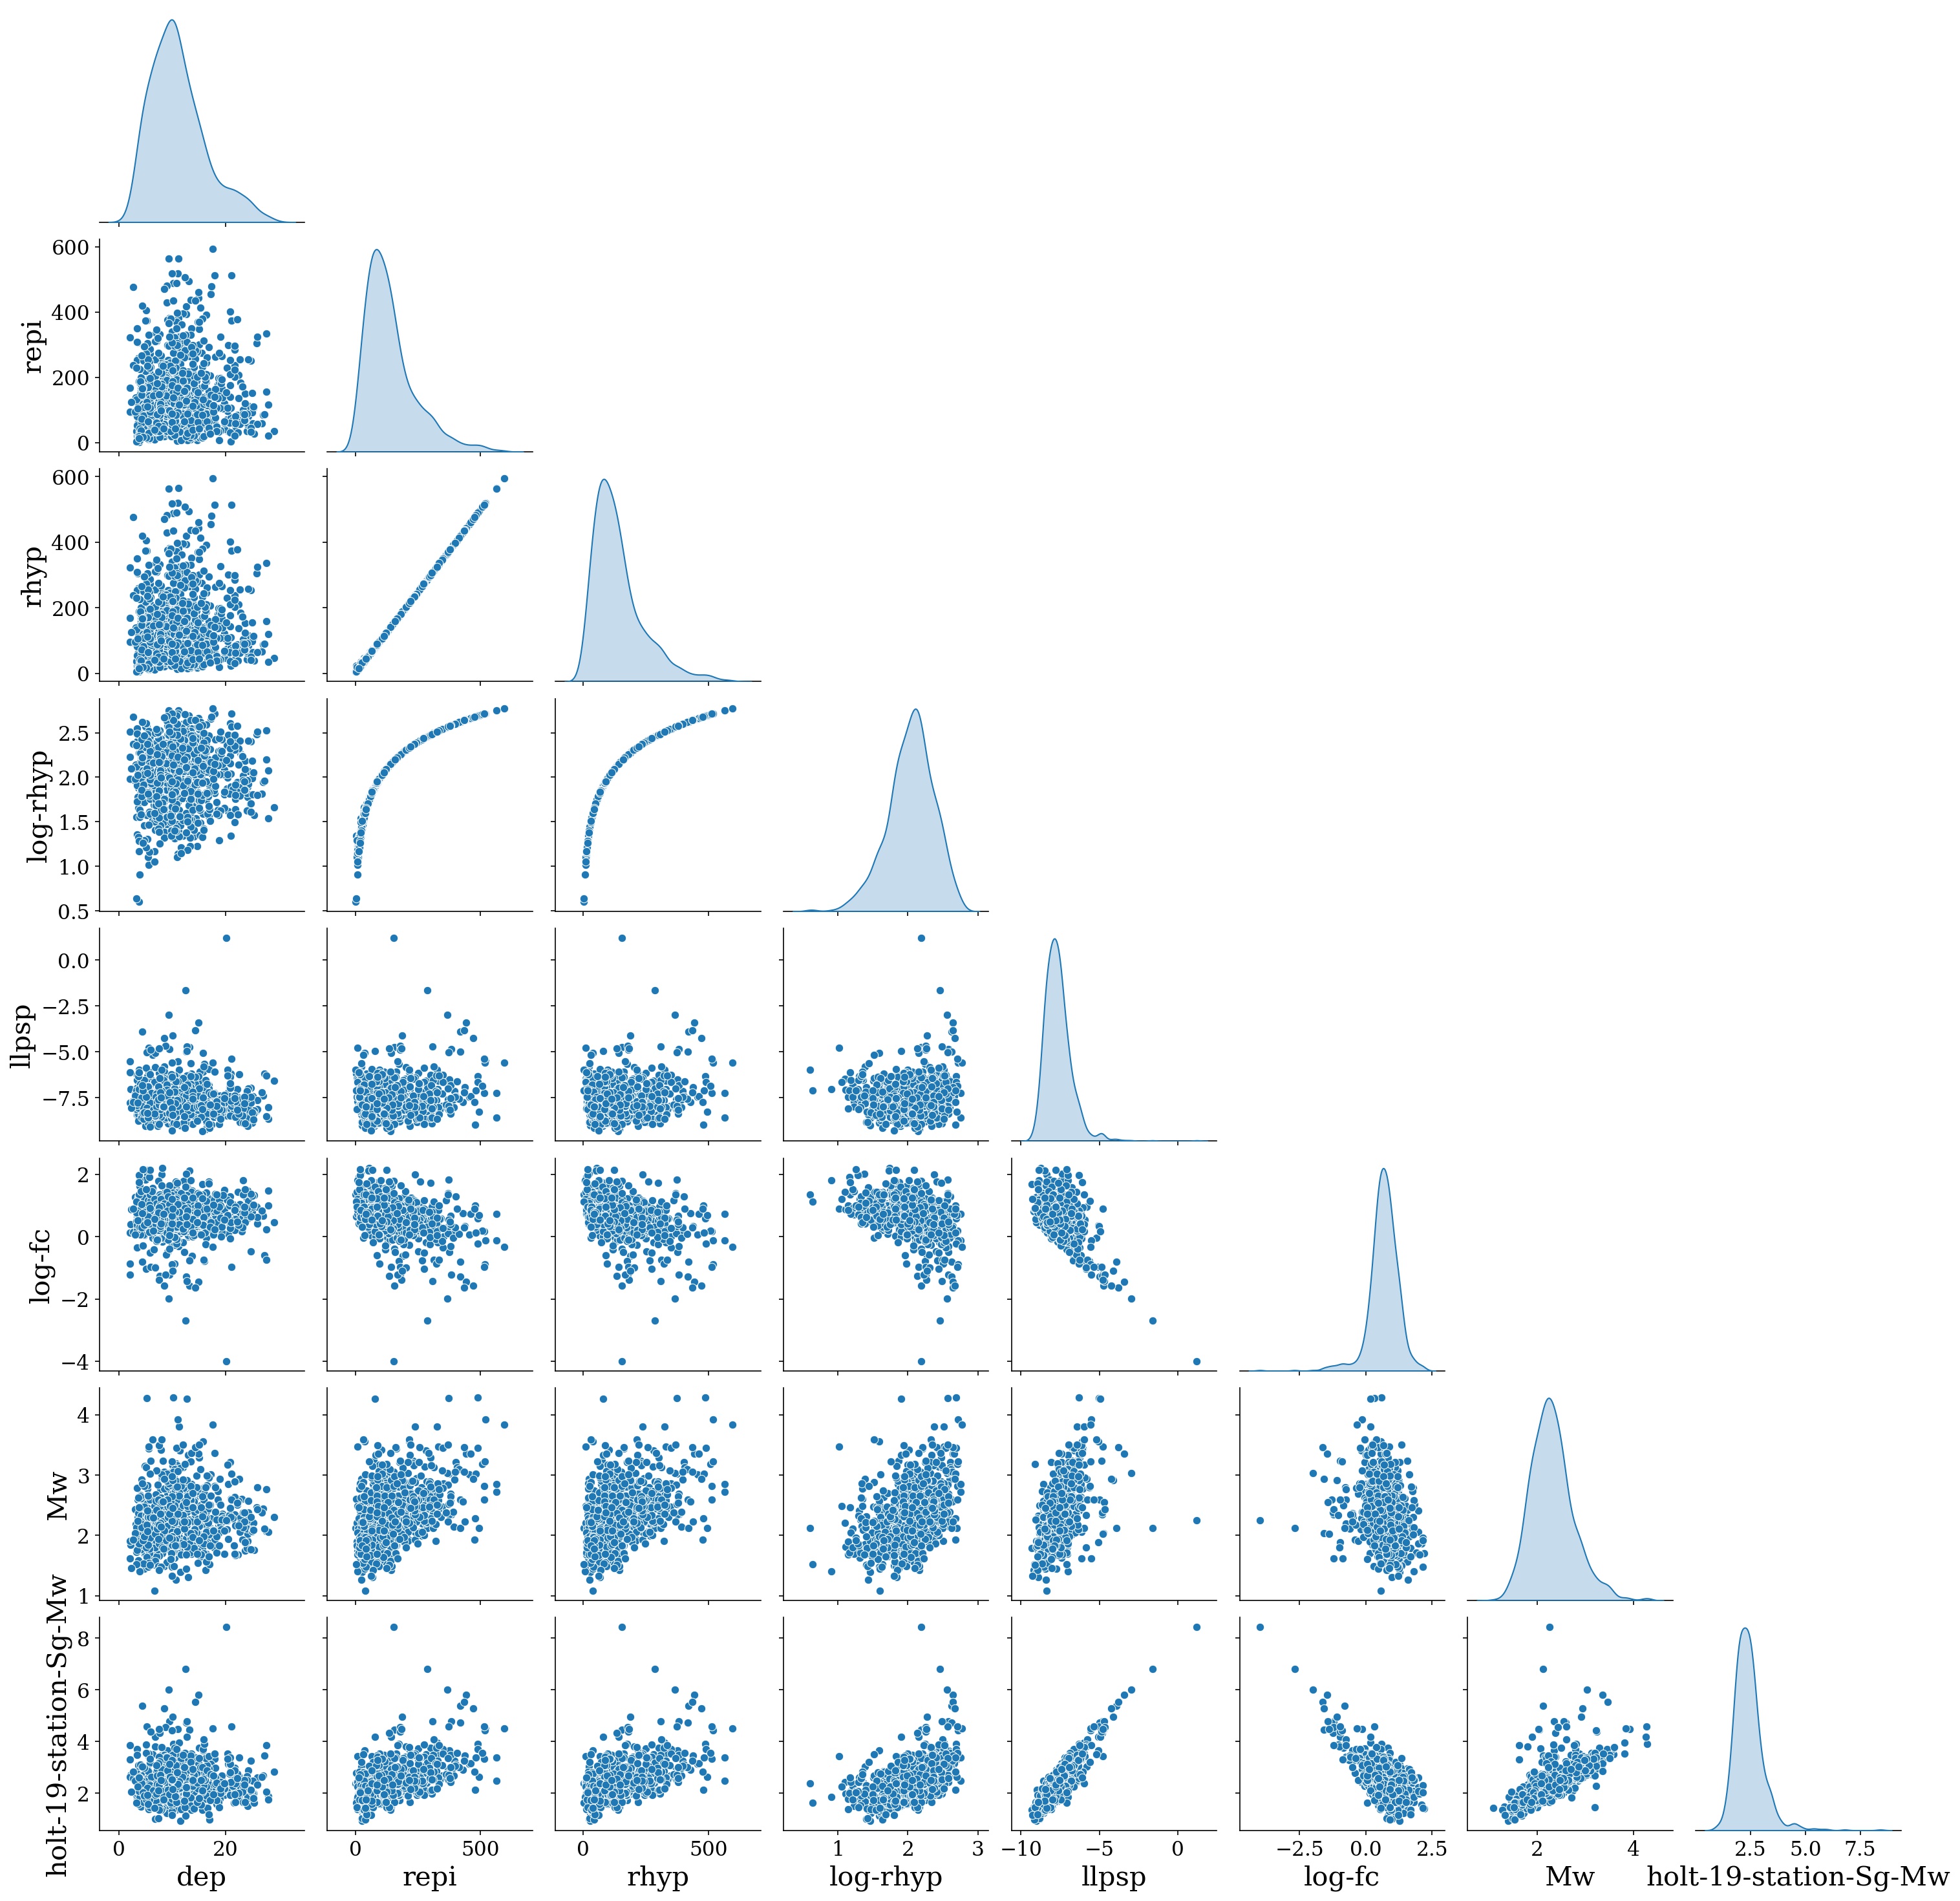 600
400
200
0
repi
600
400
200
0
rhyp
2.5
2.0
1.5
1.0
0.5
log-rhyp
0.0
−2.5
−5.0
−7.5
llpsp
2
0
−2
−4
log-fc
4
3
2
1
Mw
8
6
4
2
holt-19-station-Sg-Mw
0 20
0 500
0 500
1 2 3
−10 −5 0
−2.5 0.0 2.5
2 4
2.5 5.0 7.5
dep repi rhyp log-rhyp llpsp log-fc Mw holt-19-station-Sg-Mw